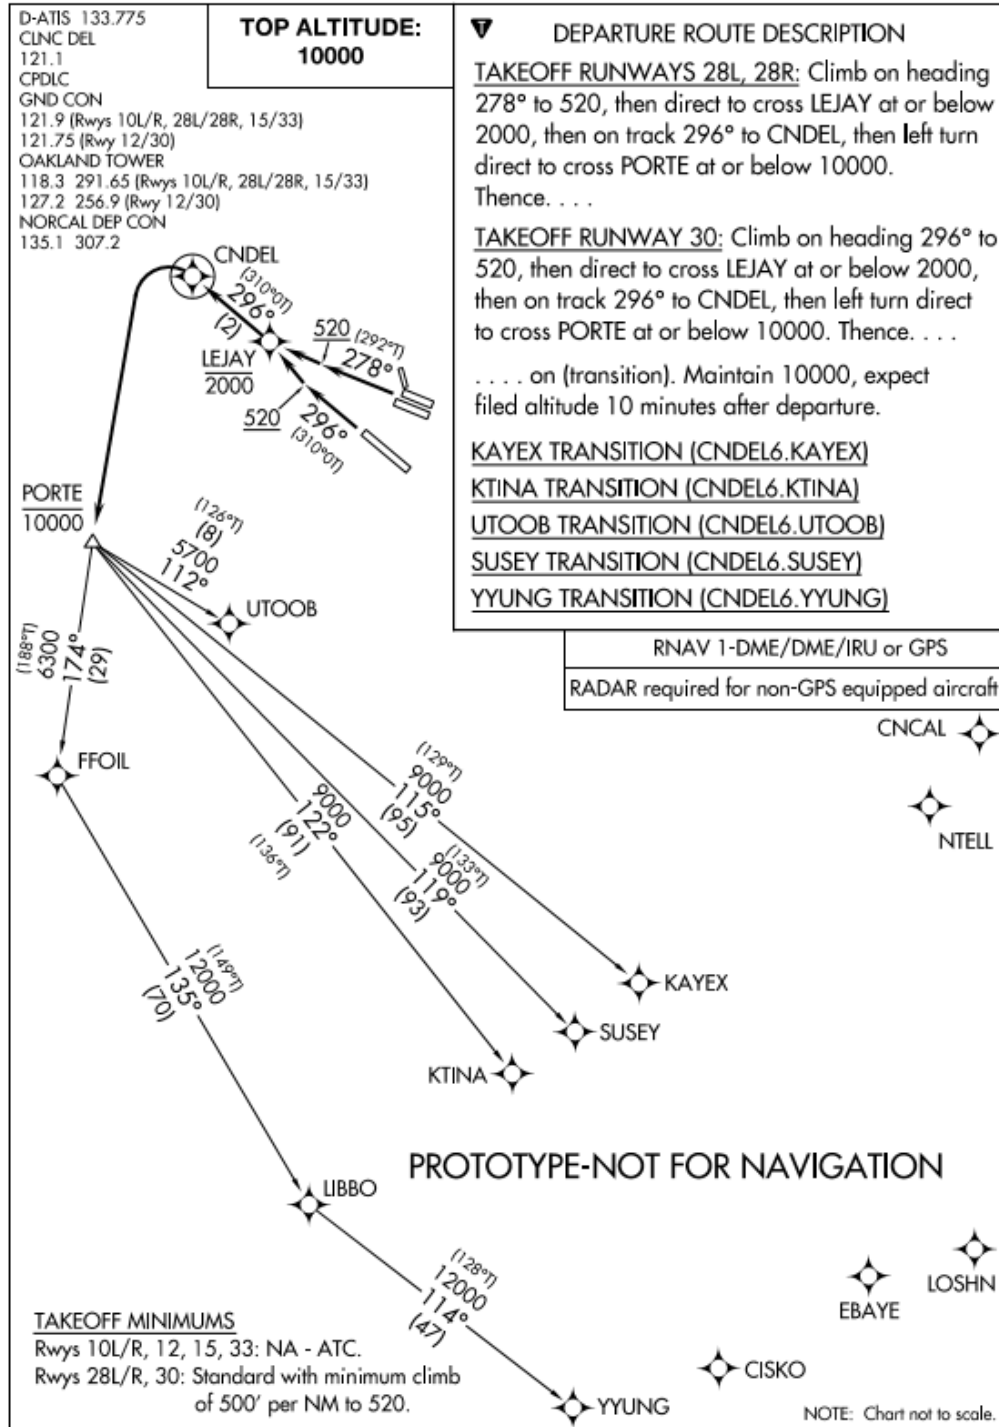 D-ATIS 133.775
CLNC DEL
121.1
CPDLC
GND CON
121.9 (Rwys 10L/R, 28L/28R, 15/33)
121.75 (Rwy 12/30)
OAKLAND TOWER
118.3 291.65 (Rwys 10L/R, 28L/28R, 15/33)
127.2 256.9 (Rwy 12/30)
NORCAL DEP CON
135.1 307.2
TOP ALTITUDE:
10000
T
DEPARTURE ROUTE DESCRIPTION
TAKEOFF RUNWAYS 28L, 28R: Climb on heading
278° to 520, then direct to cross LEJAY at or below
2000, then on track 296° to CNDEL, then left turn
direct to cross PORTE at or below 10000.
Thence. . . .
TAKEOFF RUNWAY 30: Climb on heading 296° to
520, then direct to cross LEJAY at or below 2000,
then on track 296° to CNDEL, then left turn direct
to cross PORTE at or below 10000. Thence. . . .
. . . . on (transition). Maintain 10000, expect
filed altitude 10 minutes after departure.
KAYEX TRANSITION (CNDEL6.KAYEX)
KTINA TRANSITION (CNDEL6.KTINA)
UTOOB TRANSITION (CNDEL6.UTOOB)
SUSEY TRANSITION (CNDEL6.SUSEY)
YYUNG TRANSITION (CNDEL6.YYUNG)
RNAV 1-DME/DME/IRU or GPS
RADAR required for non-GPS equipped aircraft
CNDEL
(310°0T)
296°
(2)
LEJAY
2000
520
(292°T)
278°
520
296°
(310°0T)
PORTE
10000
(126°T)
(8)
5700
112°
UTOOB
(188°T)
6300
174°
(29)
FFOIL
(129°T)
9000
115°
(95)
9000
122°
(91)
(136°T)
(133°T)
9000
119°
(93)
CNCAL
NTELL
KAYEX
SUSEY
KTINA
(149°T)
12000
135°
(70)
PROTOTYPE-NOT FOR NAVIGATION
LIBBO
(128°T)
12000
114°
(47)
LOSHN
EBAYE
CISKO
YYUNG
TAKEOFF MINIMUMS
Rwys 10L/R, 12, 15, 33: NA - ATC.
Rwys 28L/R, 30: Standard with minimum climb
of 500' per NM to 520.
NOTE: Chart not to scale.